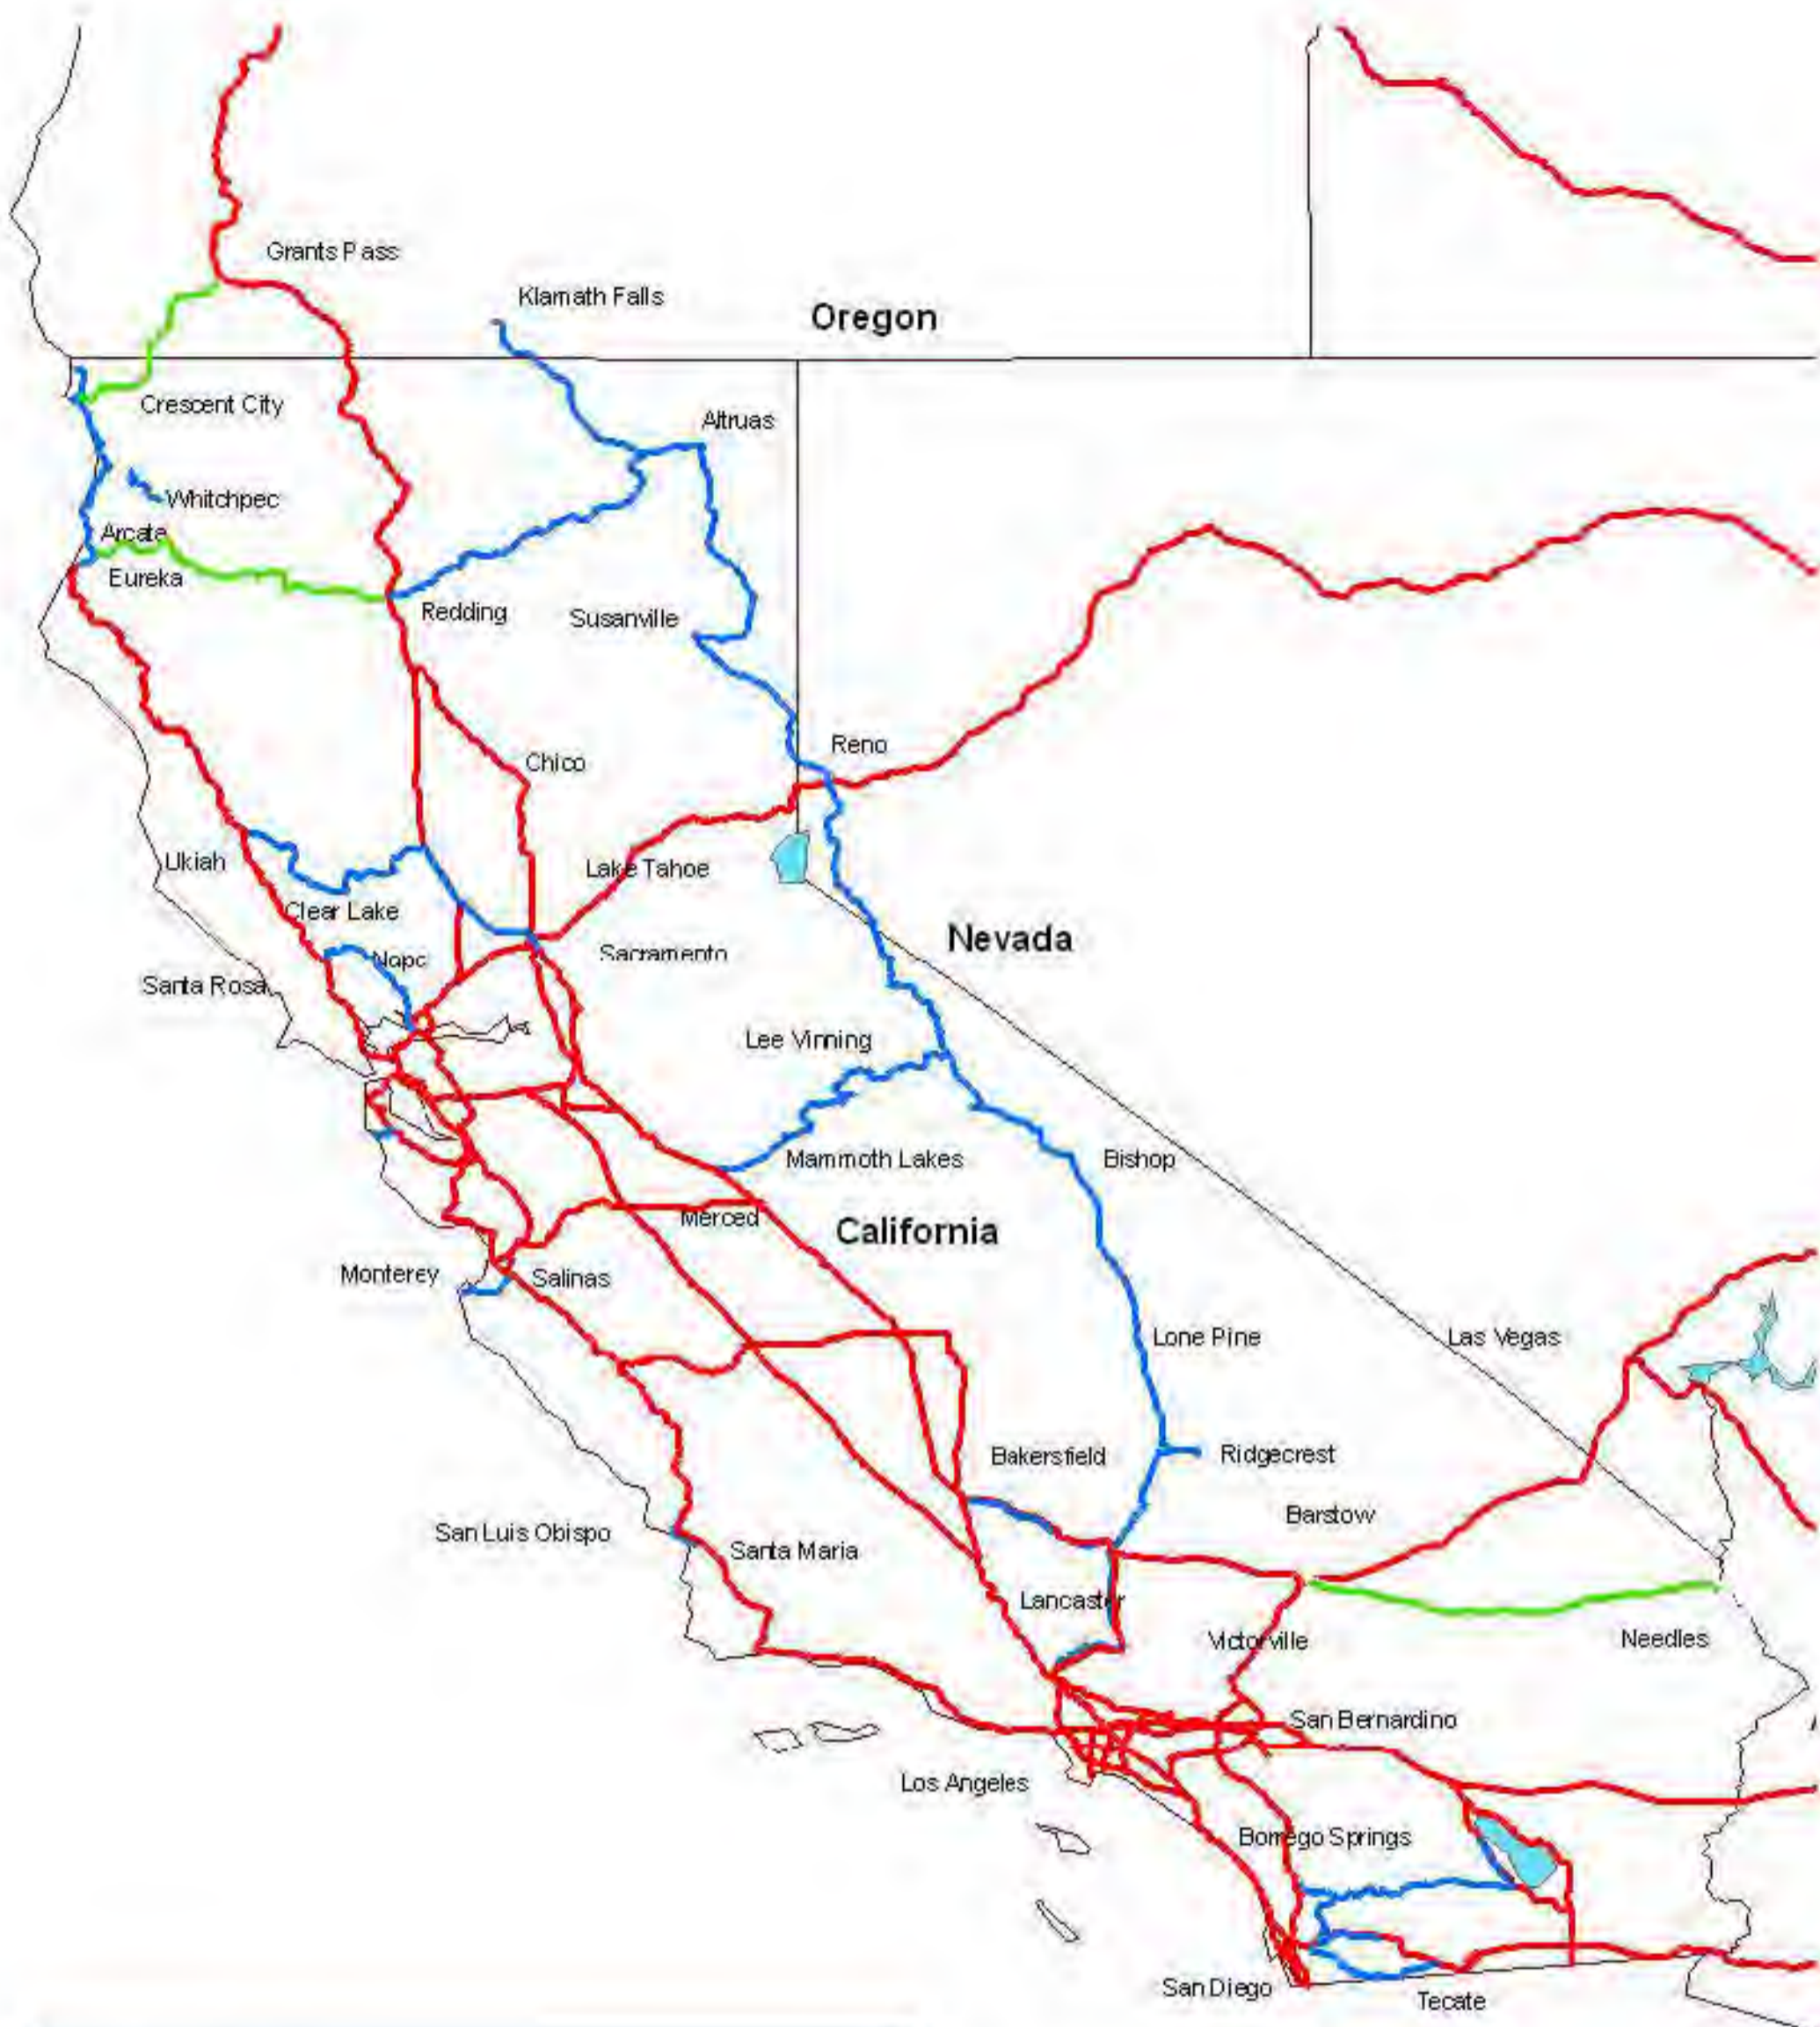 Grants Pass
Klamath Falls
Oregon
Crescent City
Altruas
Whitchpec
Arcata
Eureka
Redding
Susanville
Reno
Chico
Ukiah
Lake Tahoe
Clear Lake
Nevada
Napa
Sacramento
Santa Rosa
Lee Vinning
Mammoth Lakes
Bishop
Merced
California
Monterey
Salinas
Lone Pine
Las Vegas
Bakersfield
Ridgecrest
Barstow
San Luis Obispo
Santa Maria
Lancaster
Victorville
Needles
San Bernardino
Los Angeles
Borrego Springs
San Diego
Tecate